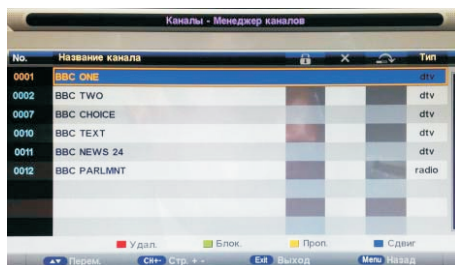 Каналы - Менеджер каналов
No. Название канала Тип
0001 BBC ONE dtv
0002 BBC TWO dtv
0007 BBC CHOICE dtv
0010 BBC TEXT dtv
0011 BBC NEWS 24 dtv
0012 BBC PARLMNT radio
Удал. Блок. Проп. Сдвиг
Перем. CH+- Стр. + - Exit Выход Menu Назад